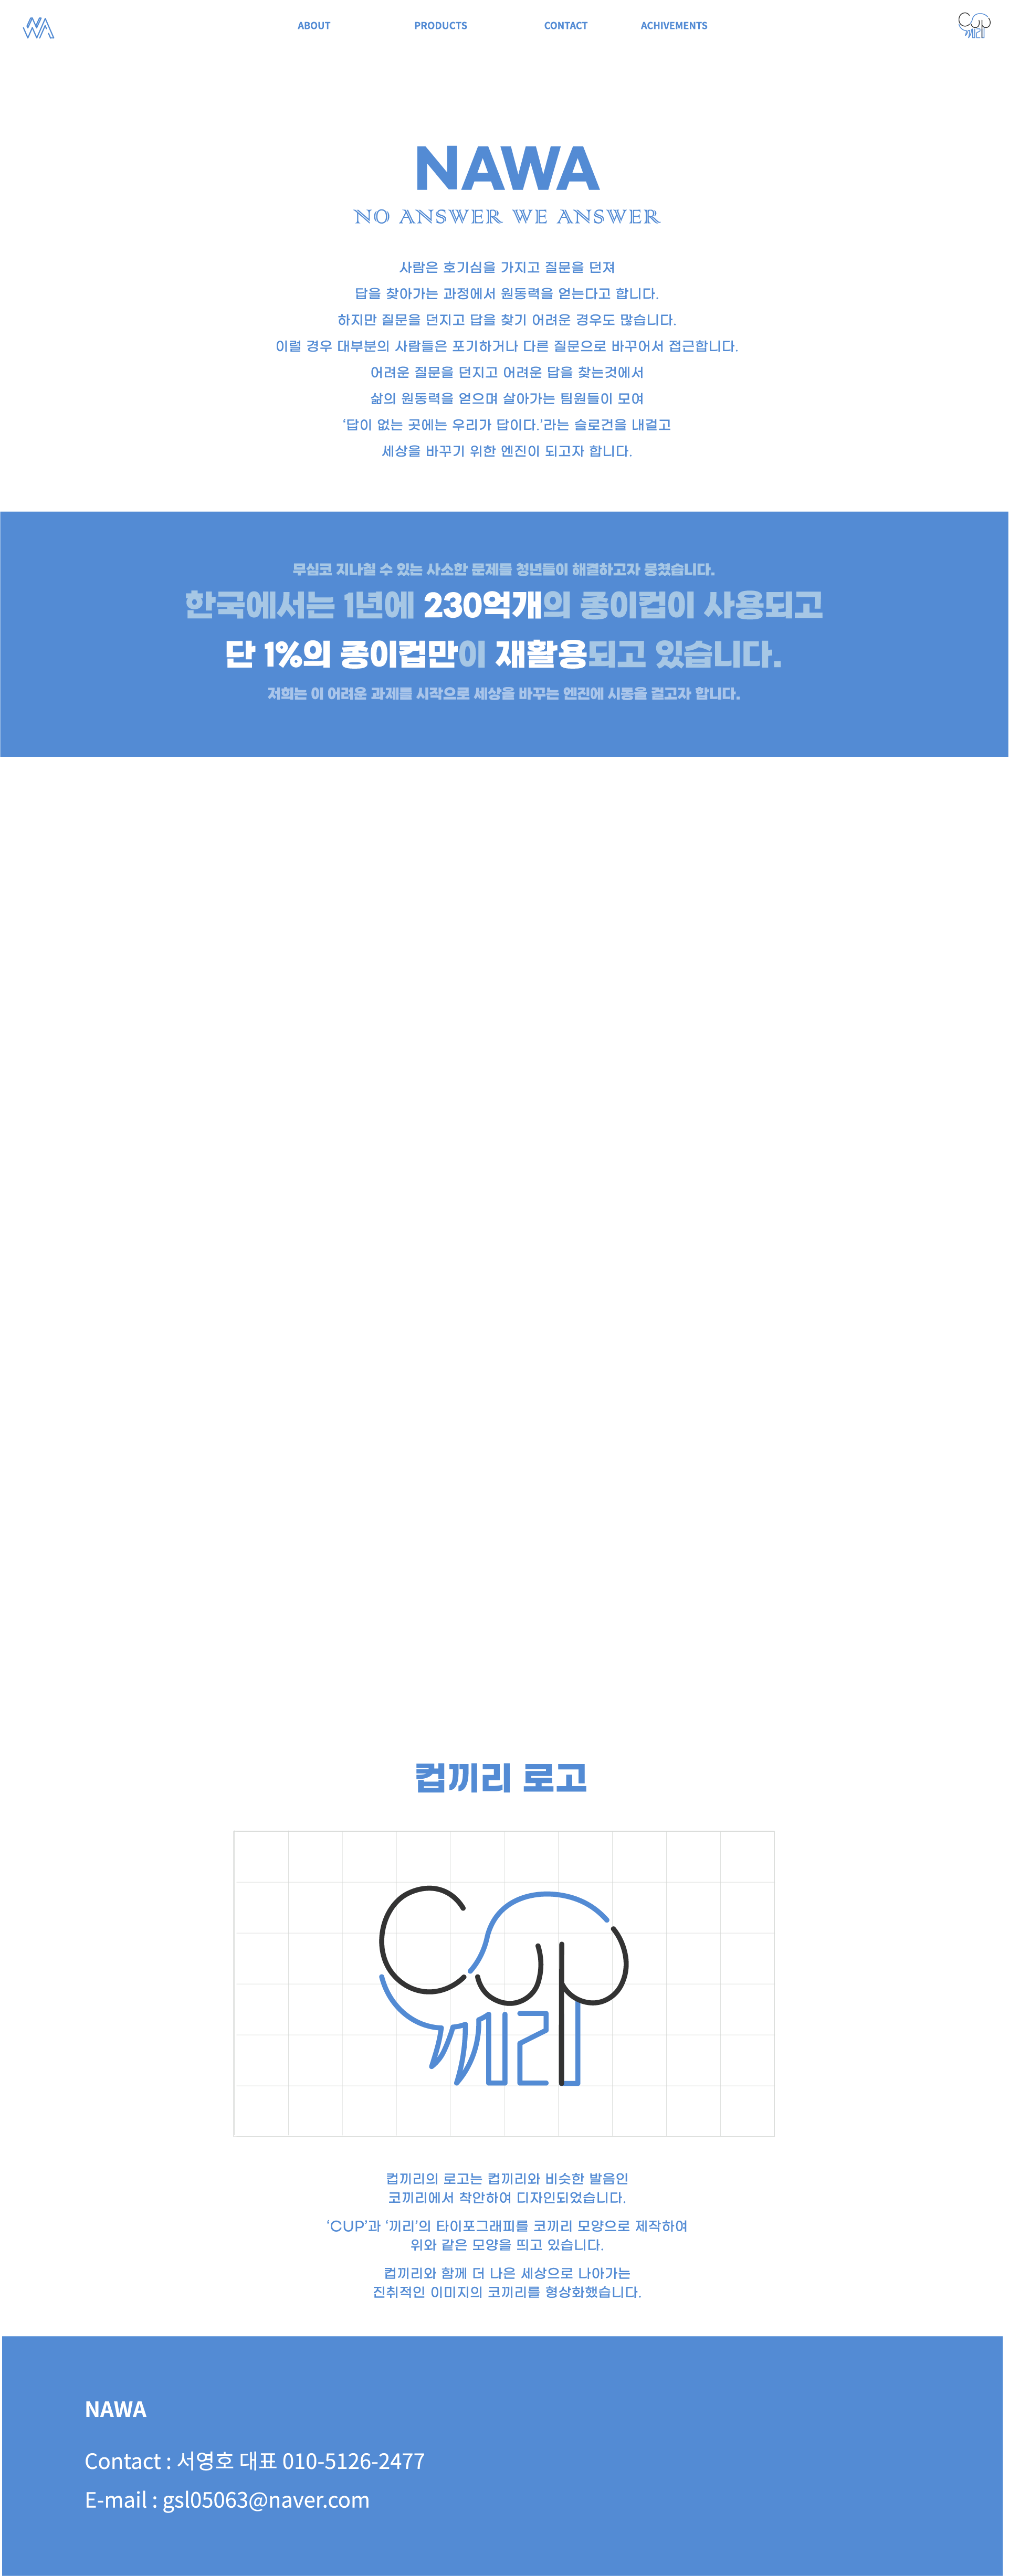 NWA
ABOUT
PRODUCTS
CONTACT
ACHIVEMENTS
Cup
끼리
NAWA
NO ANSWER WE ANSWER
사람은 호기심을 가지고 질문을 던져
답을 찾아가는 과정에서 원동력을 얻는다고 합니다.
하지만 질문을 던지고 답을 찾기 어려운 경우도 많습니다.
이럴 경우 대부분의 사람들은 포기하거나 다른 질문으로 바꾸어서 접근합니다.
어려운 질문을 던지고 어려운 답을 찾는것에서
삶의 원동력을 얻으며 살아가는 팀원들이 모여
‘답이 없는 곳에는 우리가 답이다.’라는 슬로건을 내걸고
세상을 바꾸기 위한 엔진이 되고자 합니다.
무심코 지나칠 수 있는 사소한 문제를 청년들이 해결하고자 뭉쳤습니다.
한국에서는 1년에 230억개의 종이컵이 사용되고
단 1%의 종이컵만이 재활용되고 있습니다.
저희는 이 어려운 과제를 시작으로 세상을 바꾸는 엔진에 시동을 걸고자 합니다.
컵끼리 로고
Cup
끼리
컵끼리의 로고는 컵끼리와 비슷한 발음인
코끼리에서 착안하여 디자인되었습니다.
‘CUP’과 ‘끼리’의 타이포그래피를 코끼리 모양으로 제작하여
위와 같은 모양을 띄고 있습니다.
컵끼리와 함께 더 나은 세상으로 나아가는
진취적인 이미지의 코끼리를 형상화했습니다.
NAWA
Contact : 서영호 대표 010-5126-2477
E-mail : gsl05063@naver.com